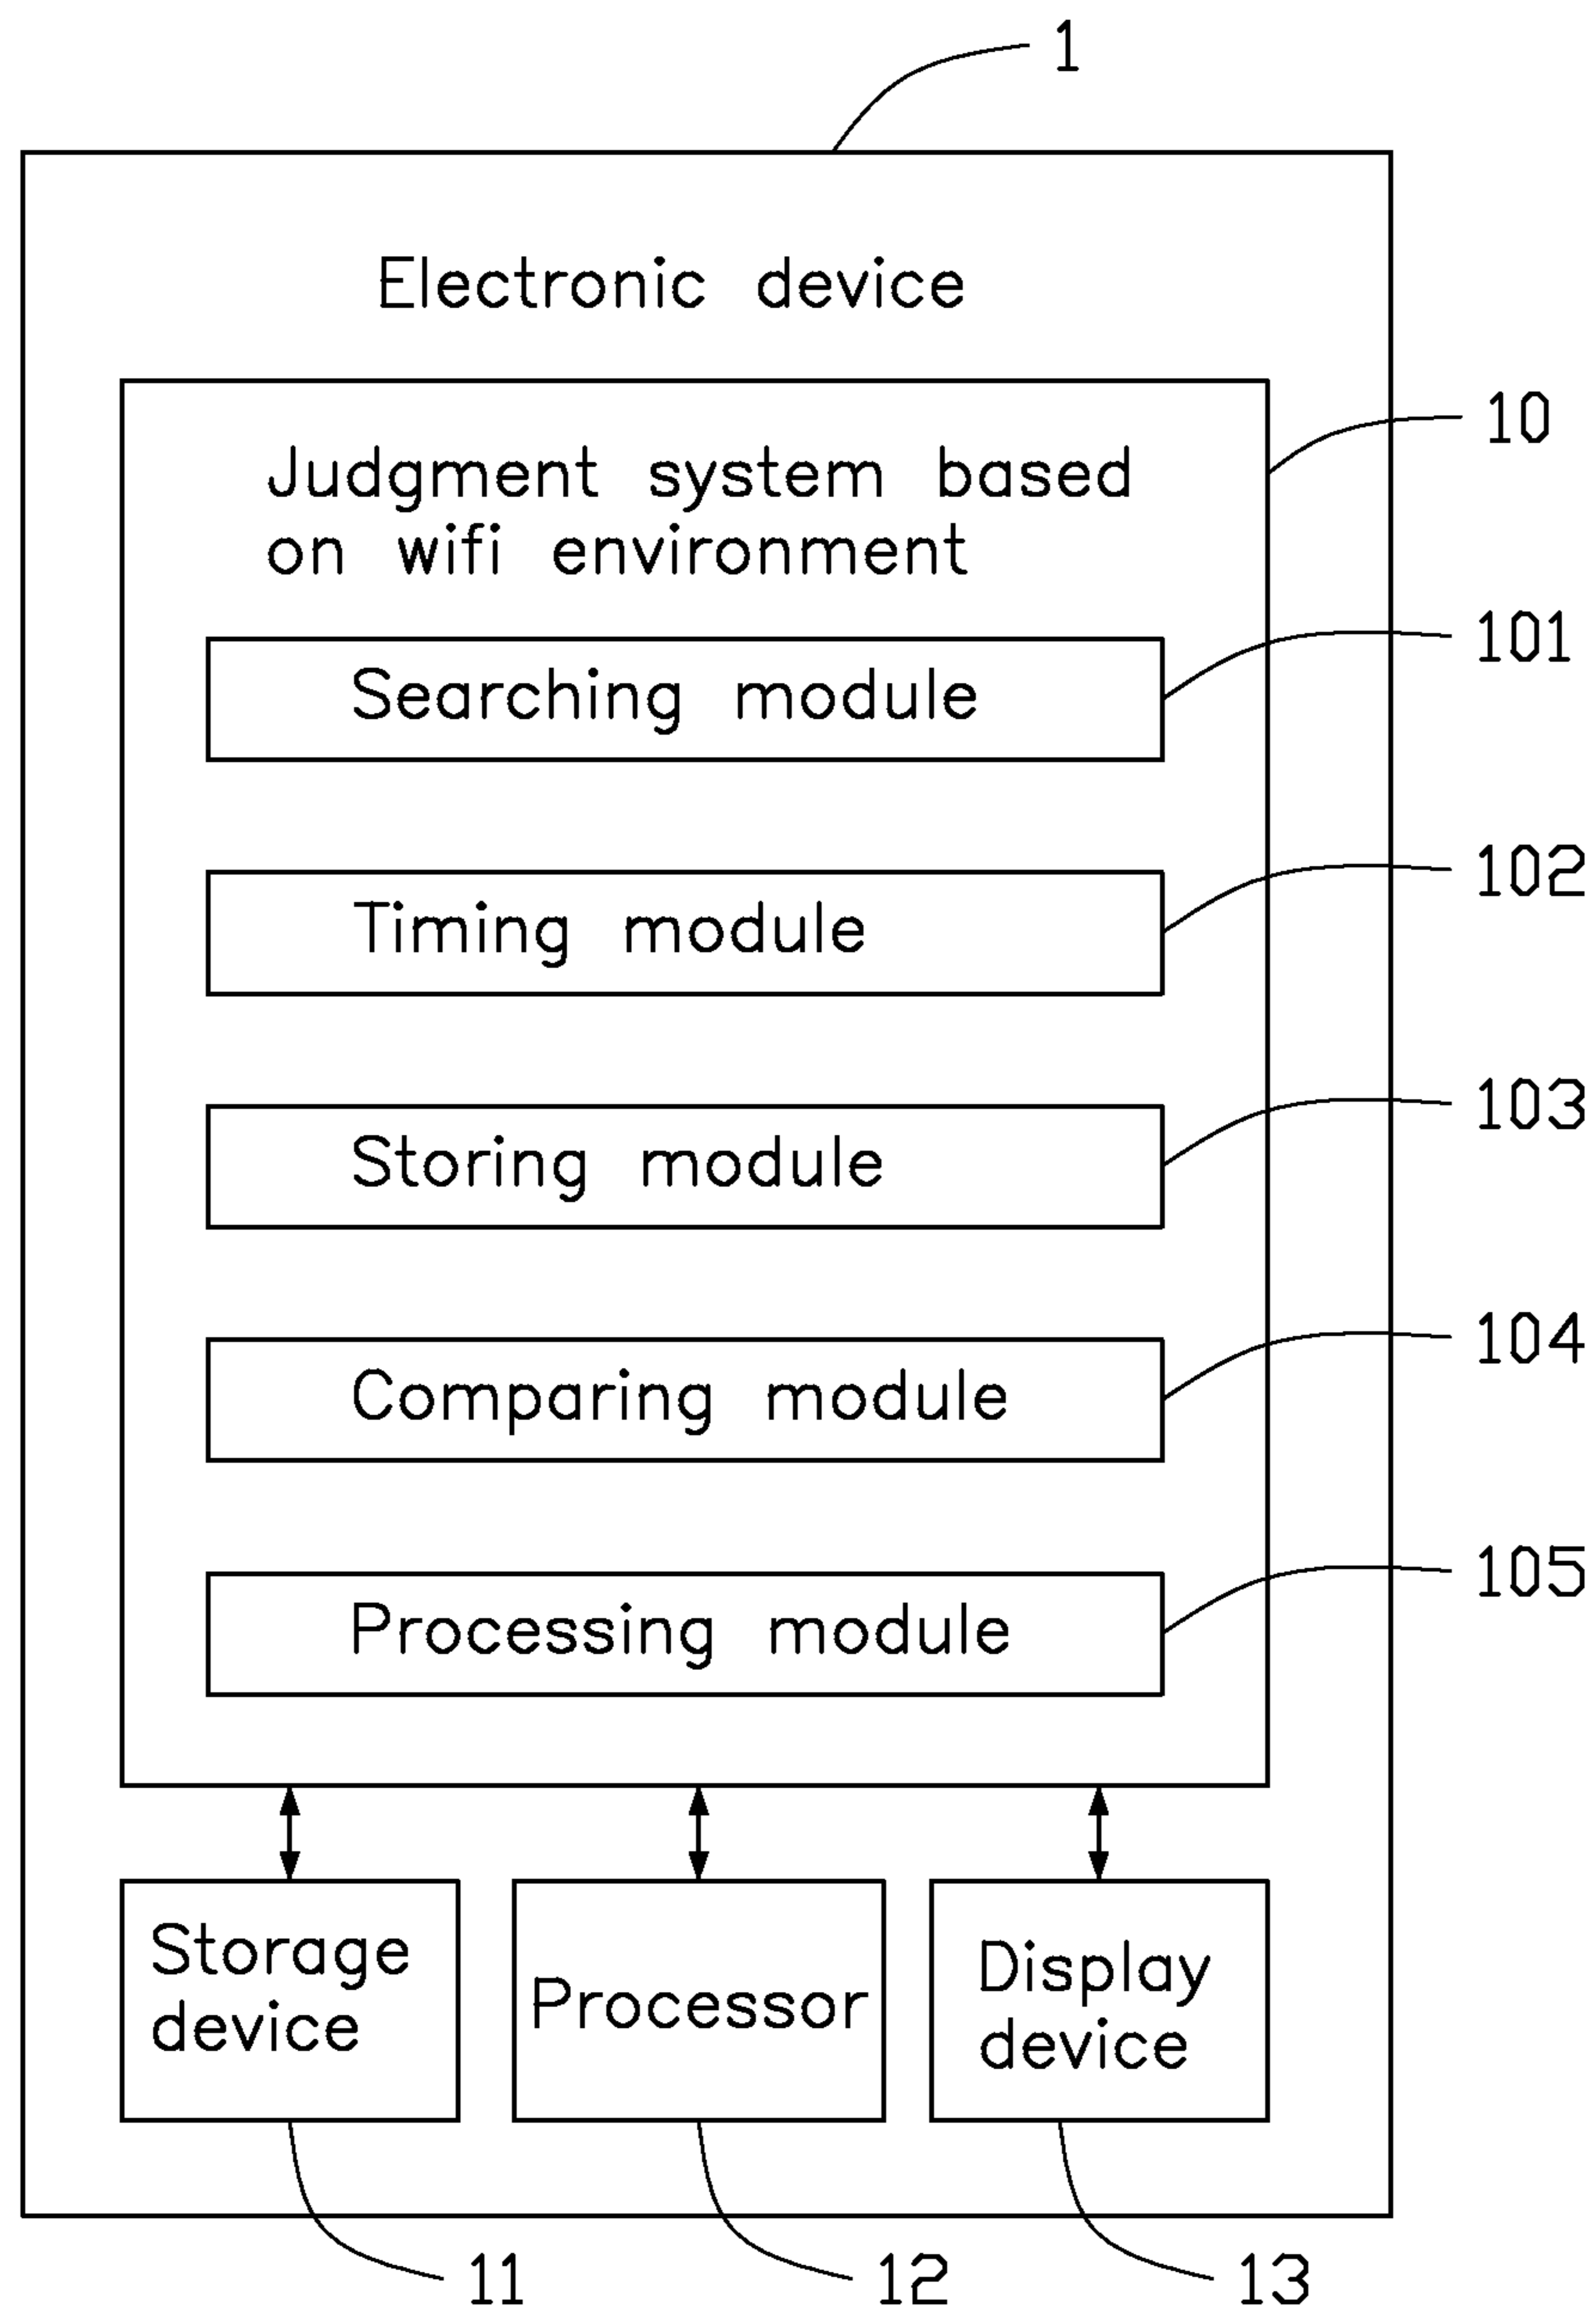 1
Electronic device
10
Judgment system based
on wifi environment
101
Searching module
102
Timing module
103
Storing module
104
Comparing module
105
Processing module
Storage
device
Processor
Display
device
11
12
13